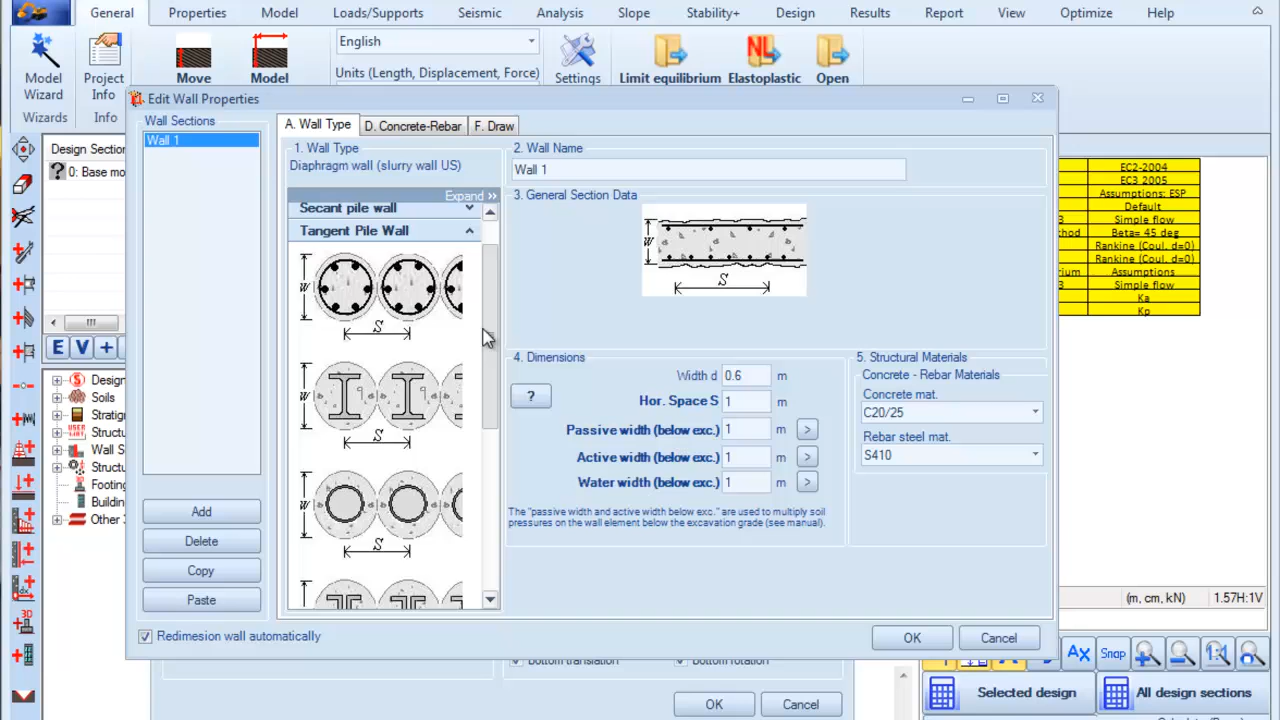 General
Properties
Model
Loads/Supports
Seismic
Analysis
Slope
Stability+
Design
Results
Report
View
Optimize
Help
Model
Wizard
Wizards
Project
Info
Info
Move
Model
English
Units (Length, Displacement, Force)
Settings
Limit equilibrium
Elastoplastic
Open
Edit Wall Properties
Design Section
0: Base mo
E
V
+
Design
Soils
Stratig
Structu
Wall S
Structu
Footing
Building
Other 3
Wall Sections
Wall 1
Add
Delete
Copy
Paste
Redimesion wall automatically
A. Wall Type
D. Concrete-Rebar
F. Draw
1. Wall Type
Diaphragm wall (slurry wall US)
Expand >>
Secant pile wall
Tangent Pile Wall
W
S
W
S
W
S
2. Wall Name
Wall 1
3. General Section Data
W
S
4. Dimensions
?
Width d 0.6 m
Hor. Space S 1 m
Passive width (below exc.) 1 m >
Active width (below exc.) 1 m >
Water width (below exc.) 1 m >
The "passive width and active width below exc." are used to multiply soil
pressures on the wall element below the excavation grade (see manual).
5. Structural Materials
Concrete - Rebar Materials
Concrete mat.
C20/25
Rebar steel mat.
S410
OK
Cancel
EC2-2004
EC3 2005
Assumptions: ESP
Default
3 Simple flow
thod Beta= 45 deg
Rankine (Coul. d=0)
Rankine (Coul. d=0)
rium Assumptions
3 Simple flow
Ka
Kp
(m, cm, kN)
1.57H:1V
Bottom translation
Bottom rotation
OK
Cancel
Ax
Snap
1:1
Selected design
All design sections